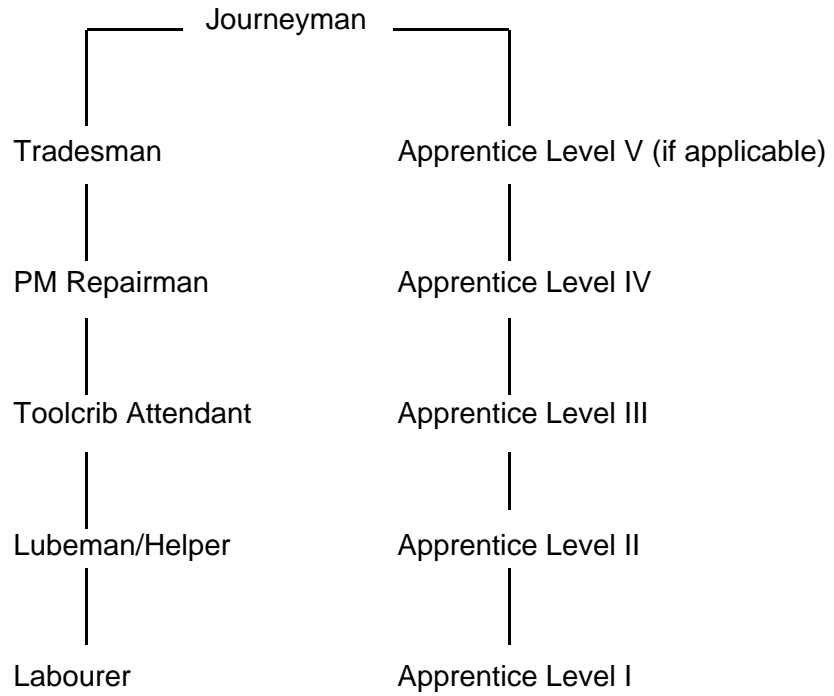 Journeyman
Tradesman Apprentice Level V (if applicable)
PM Repairman Apprentice Level IV
Toolcrib Attendant Apprentice Level III
Lubeman/Helper Apprentice Level II
Labourer Apprentice Level I